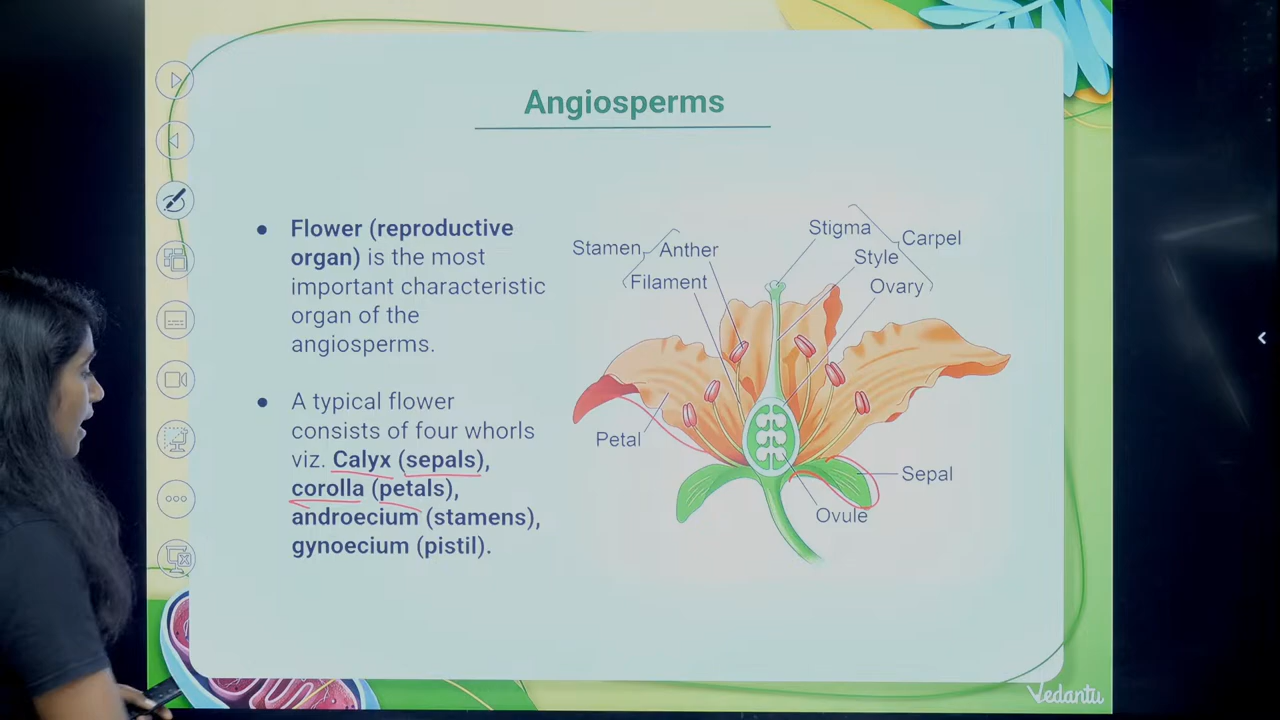 Angiosperms
Flower (reproductive
organ) is the most
important characteristic
organ of the
angiosperms.
A typical flower
consists of four whorls
viz. Calyx (sepals),
corolla (petals),
androecium (stamens),
gynoecium (pistil).
Stamen
Anther
Filament
Stigma
Style
Carpel
Ovary
Petal
Sepal
Ovule
Vedantu